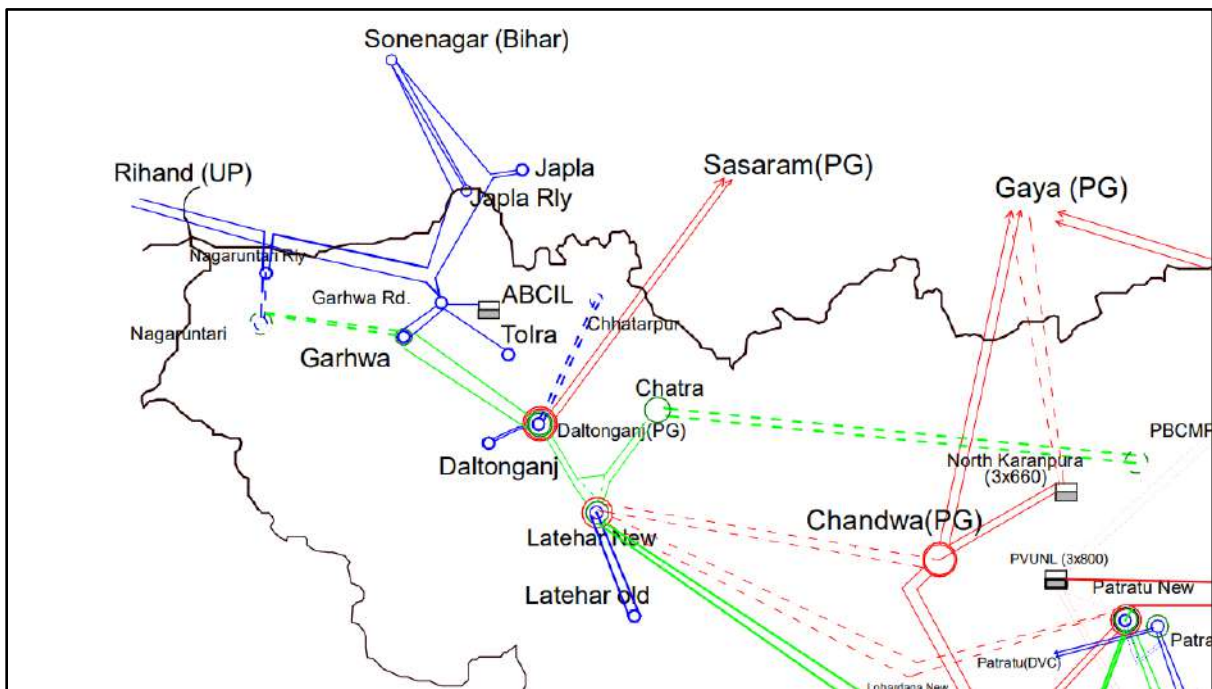 Sonenagar (Bihar)
Rihand (UP)
Japla
Sasaram(PG)
Gaya (PG)
Japla Rly
Nagaruntari Rly
Garhwa Rd.
ABCIL
Nagaruntari
Tolra
Chhatarpur
Garhwa
Chatra
Daltonganj(PG)
PBCMP
Daltonganj
North Karanpura
(3x660)
Chandwa(PG)
Latehar New
PVUNL (3x800)
Latehar old
Patratu New
Patra
Patratu(DVC)
Lohardaga New